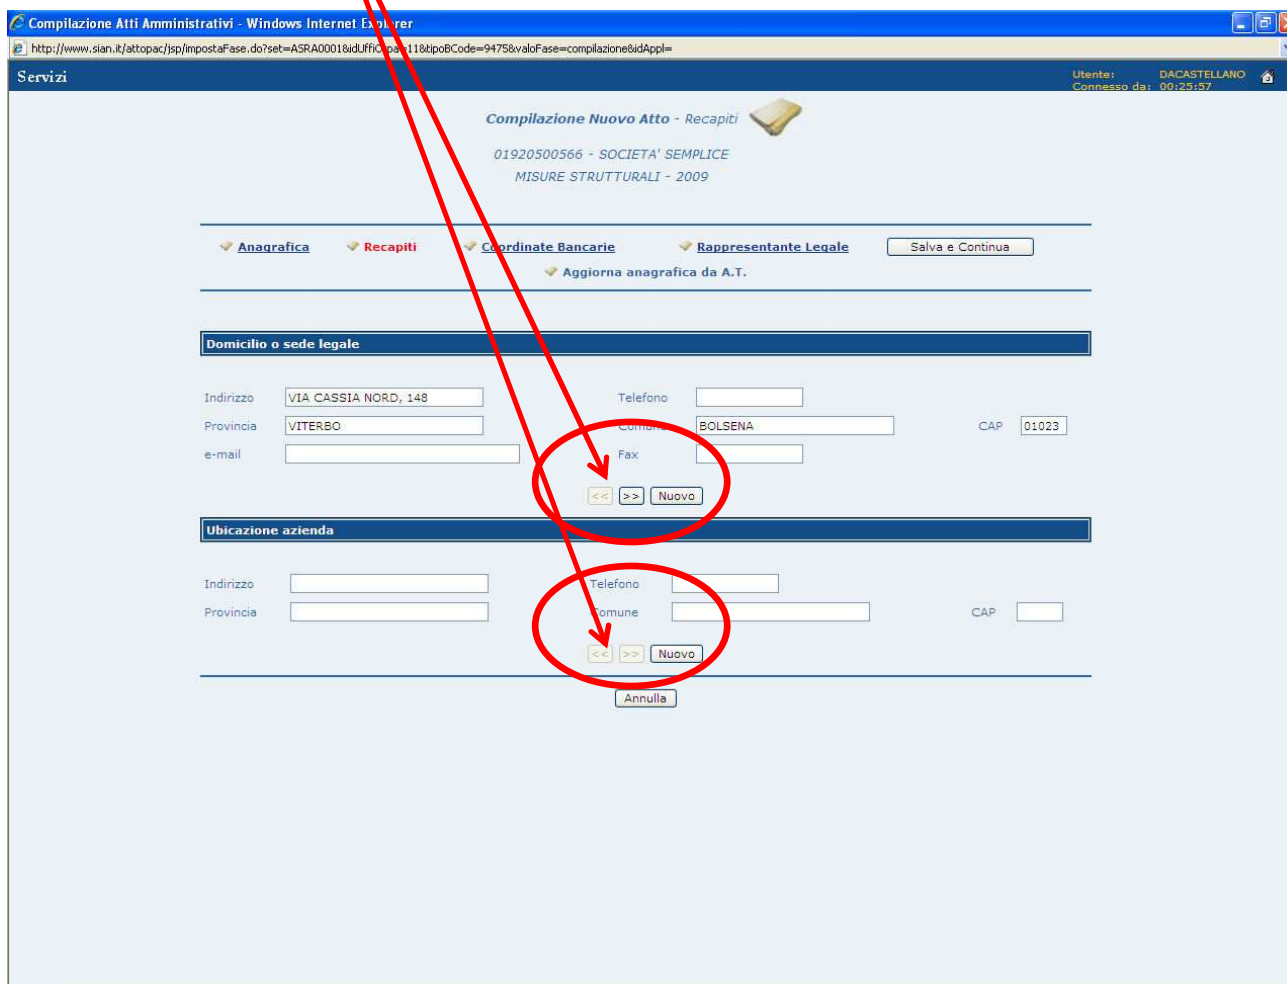 Compilazione Atti Amministrativi - Windows Internet Explorer
Servizi
Utente: DACASTELLANO
Connesso da: 00:25:57
Compilazione Nuovo Atto - Recapiti
01920500566 - SOCIETA' SEMPLICE
MISURE STRUTTURALI - 2009
Anagrafica Recapiti Coordinate Bancarie Rappresentante Legale Salva e Continua
Aggiorna anagrafica da A.T.
Domicilio o sede legale
Indirizzo VIA CASSIA NORD, 148 Telefono
Provincia VITERBO Comune BOLSENA CAP 01023
e-mail Fax
<< >> Nuovo
Ubicazione azienda
Indirizzo Telefono
Provincia Comune CAP
<< >> Nuovo
Annulla